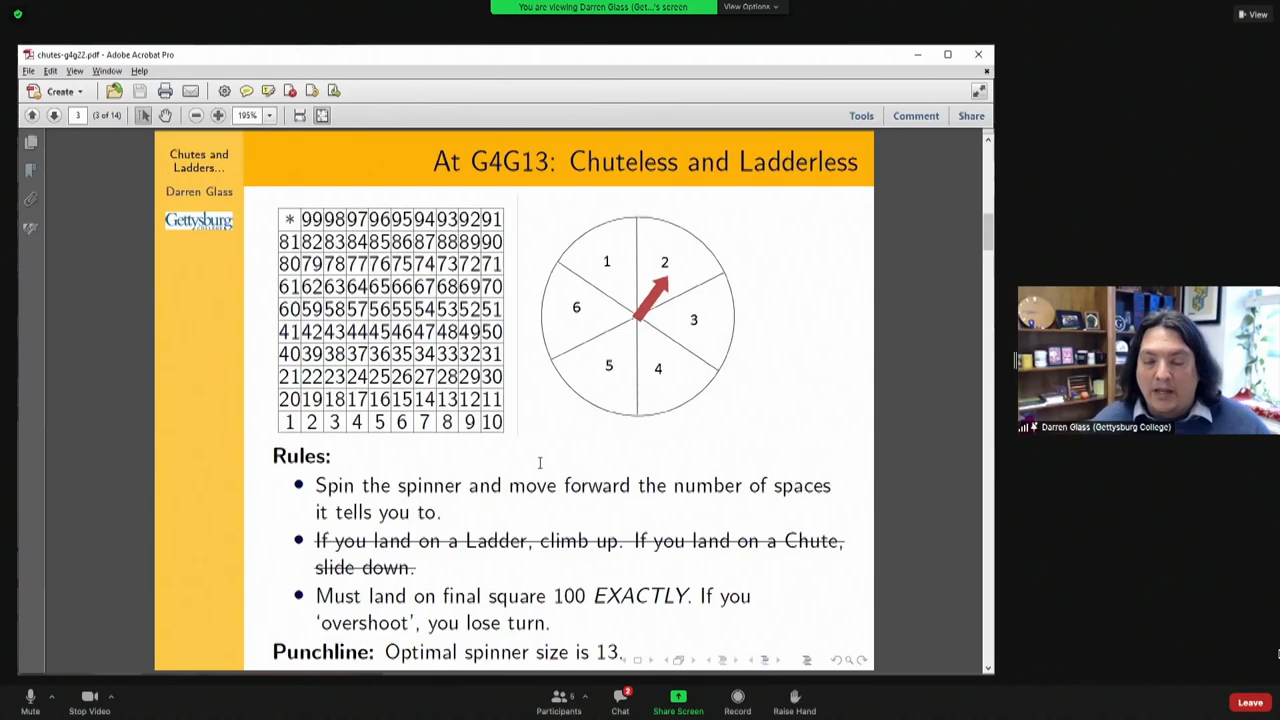 You are viewing Darren Glass (Get...'s screen
View Options
View
chutes-g4g22.pdf - Adobe Acrobat Pro
File Edit View Window Help
Create
3 (3 of 14) 195% Tools Comment Share
Chutes and
Ladders...
Darren Glass
Gettysburg
COLLEGE
At G4G13: Chuteless and Ladderless
* 99 98 97 96 95 94 93 92 91
81 82 83 84 85 86 87 88 89 90
80 79 78 77 76 75 74 73 72 71
61 62 63 64 65 66 67 68 69 70
60 59 58 57 56 55 54 53 52 51
41 42 43 44 45 46 47 48 49 50
40 39 38 37 36 35 34 33 32 31
21 22 23 24 25 26 27 28 29 30
20 19 18 17 16 15 14 13 12 11
1 2 3 4 5 6 7 8 9 10
1 2
6 3
5 4
Rules:
Spin the spinner and move forward the number of spaces
it tells you to.
If you land on a Ladder, climb up. If you land on a Chute,
slide down.
Must land on final square 100 EXACTLY. If you
‘overshoot’, you lose turn.
Punchline: Optimal spinner size is 13.
Darren Glass (Gettysburg College)
Mute
Stop Video
6
Participants
2
Chat
Share Screen
Record
Raise Hand
Leave